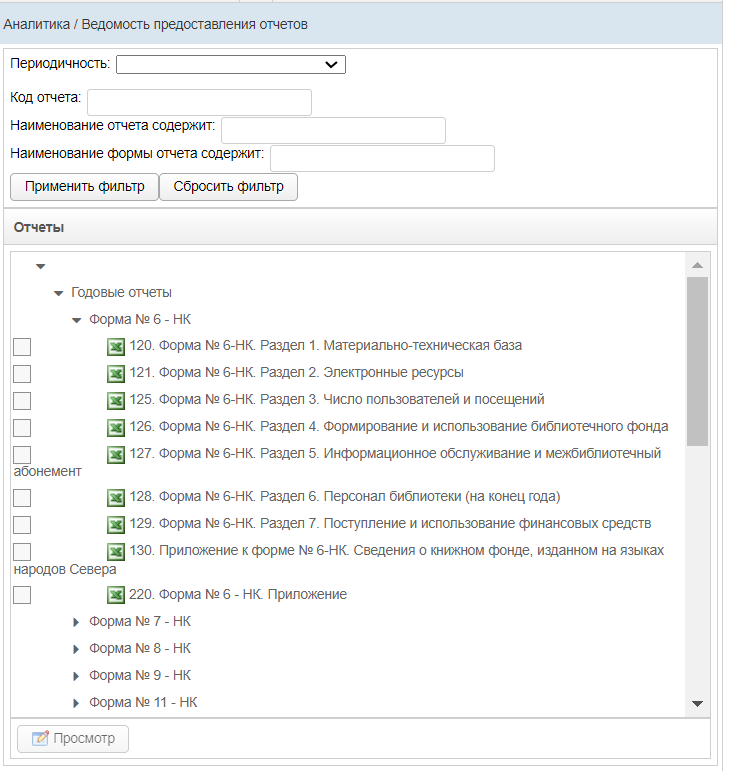 Аналитика / Ведомость предоставления отчетов
Периодичность:
Код отчета:
Наименование отчета содержит:
Наименование формы отчета содержит:
Применить фильтр Сбросить фильтр
Отчеты
Годовые отчеты
Форма № 6 - НК
120. Форма № 6-НК. Раздел 1. Материально-техническая база
121. Форма № 6-НК. Раздел 2. Электронные ресурсы
125. Форма № 6-НК. Раздел 3. Число пользователей и посещений
126. Форма № 6-НК. Раздел 4. Формирование и использование библиотечного фонда
127. Форма № 6-НК. Раздел 5. Информационное обслуживание и межбиблиотечный
абонемент
128. Форма № 6-НК. Раздел 6. Персонал библиотеки (на конец года)
129. Форма № 6-НК. Раздел 7. Поступление и использование финансовых средств
130. Приложение к форме № 6-НК. Сведения о книжном фонде, изданном на языках
народов Севера
220. Форма № 6 - НК. Приложение
Форма № 7 - НК
Форма № 8 - НК
Форма № 9 - НК
Форма № 11 - НК
Просмотр